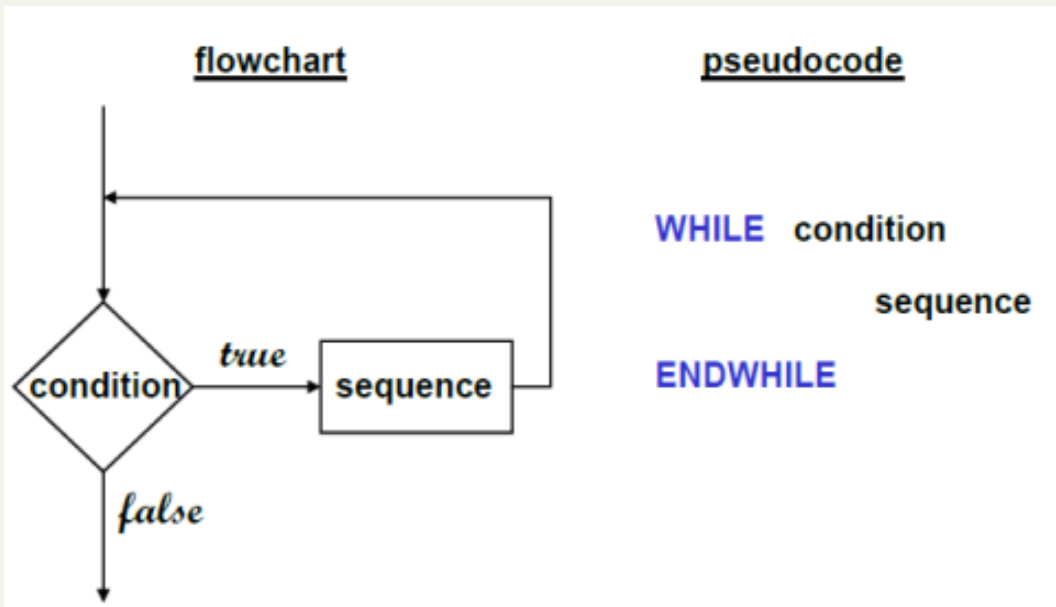 flowchart
pseudocode
condition
true
sequence
false
WHILE condition
sequence
ENDWHILE